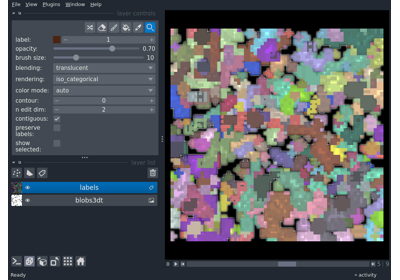 File View Plugins Window Help
layer controls
label: 1
opacity: 0.70
brush size: 10
blending: translucent
rendering: iso_categorical
color mode: auto
contour: 0
n edit dim: 2
contiguous:
preserve
labels:
show
selected:
layer list
labels
blobs3dt
Ready
activity